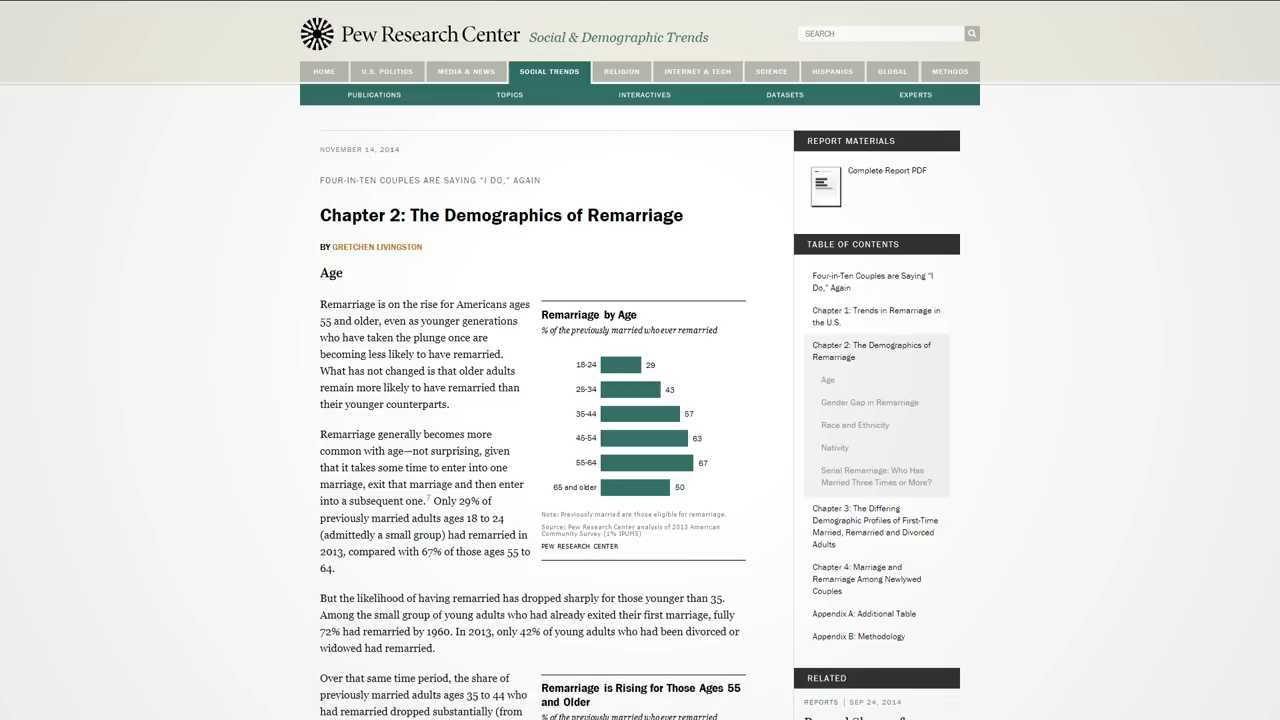 Pew Research Center Social & Demographic Trends
SEARCH
HOME U.S. POLITICS MEDIA & NEWS SOCIAL TRENDS RELIGION INTERNET & TECH SCIENCE HISPANICS GLOBAL METHODS
PUBLICATIONS TOPICS INTERACTIVES DATASETS EXPERTS
NOVEMBER 14, 2014
FOUR-IN-TEN COUPLES ARE SAYING “I DO,” AGAIN
Chapter 2: The Demographics of Remarriage
BY GRETCHEN LIVINGSTON
Age
Remarriage is on the rise for Americans ages
55 and older, even as younger generations
who have taken the plunge once are
becoming less likely to have remarried.
What has not changed is that older adults
remain more likely to have remarried than
their younger counterparts.
Remarriage generally becomes more
common with age—not surprising, given
that it takes some time to enter into one
marriage, exit that marriage and then enter
into a subsequent one.7 Only 29% of
previously married adults ages 18 to 24
(admittedly a small group) had remarried in
2013, compared with 67% of those ages 55 to
64.
Remarriage by Age
% of the previously married who ever remarried
18-24 29
25-34 43
35-44 57
45-54 63
55-64 67
65 and older 50
Note: Previously married are those eligible for remarriage.
Source: Pew Research Center analysis of 2013 American
Community Survey (1% IPUMS)
PEW RESEARCH CENTER
But the likelihood of having remarried has dropped sharply for those younger than 35.
Among the small group of young adults who had already exited their first marriage, fully
72% had remarried by 1960. In 2013, only 42% of young adults who had been divorced or
widowed had remarried.
Over that same time period, the share of
previously married adults ages 35 to 44 who
had remarried dropped substantially (from
Remarriage is Rising for Those Ages 55
and Older
% of the previously married who ever remarried
REPORT MATERIALS
Complete Report PDF
TABLE OF CONTENTS
Four-in-Ten Couples are Saying “I
Do,” Again
Chapter 1: Trends in Remarriage in
the U.S.
Chapter 2: The Demographics of
Remarriage
Age
Gender Gap in Remarriage
Race and Ethnicity
Nativity
Serial Remarriage: Who Has
Married Three Times or More?
Chapter 3: The Differing
Demographic Profiles of First-Time
Married, Remarried and Divorced
Adults
Chapter 4: Marriage and
Remarriage Among Newlywed
Couples
Appendix A: Additional Table
Appendix B: Methodology
RELATED
REPORTS | SEP 24, 2014